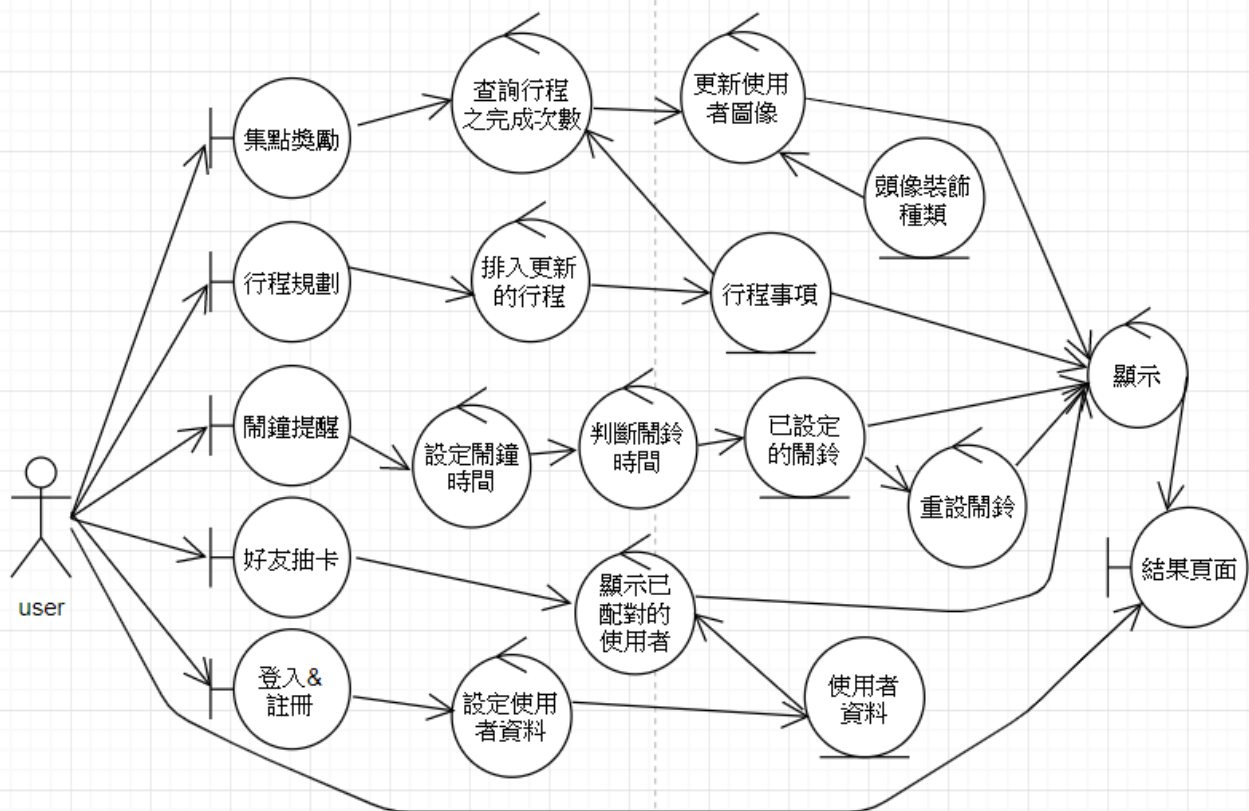 查詢行程
之完成次數
更新使用
者圖像
集點獎勵
頭像裝飾
種類
行程規劃
排入更新
的行程
行程事項
顯示
鬧鐘提醒
設定鬧鐘
時間
判斷鬧鈴
時間
已設定
的鬧鈴
重設鬧鈴
user
好友抽卡
顯示已
配對的
使用者
結果頁面
登入&
註冊
設定使用
者資料
使用者
資料